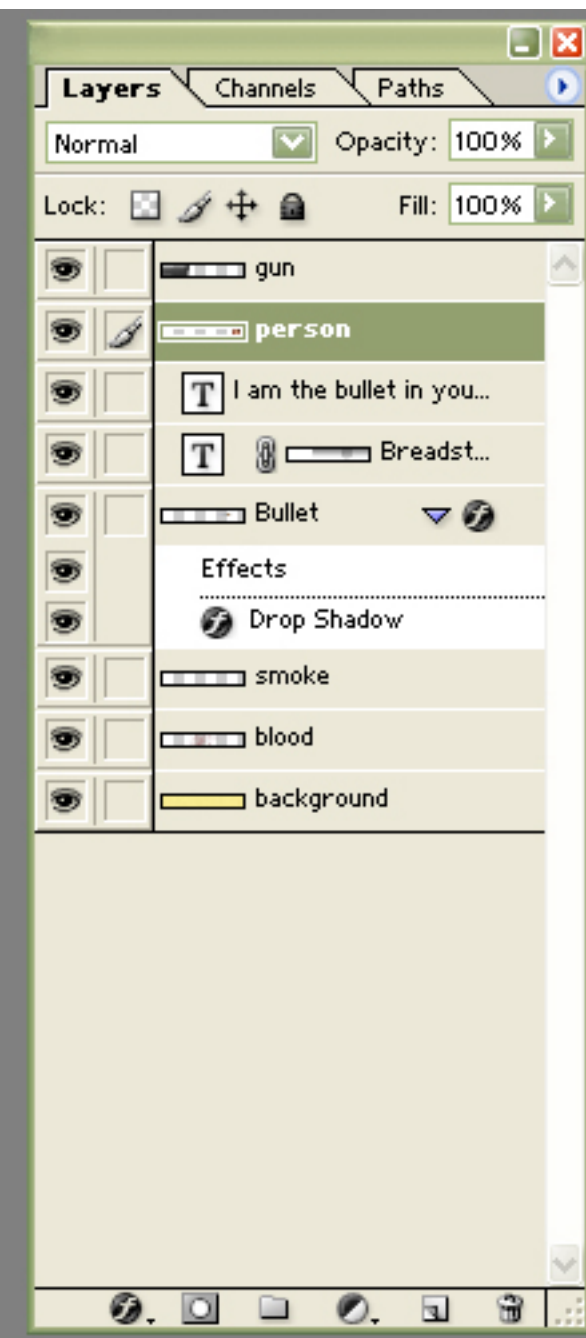 Layers Channels Paths
Normal Opacity: 100%
Lock: Fill: 100%
gun
person
T I am the bullet in you...
T Breadst...
Bullet
Effects
Drop Shadow
smoke
blood
background